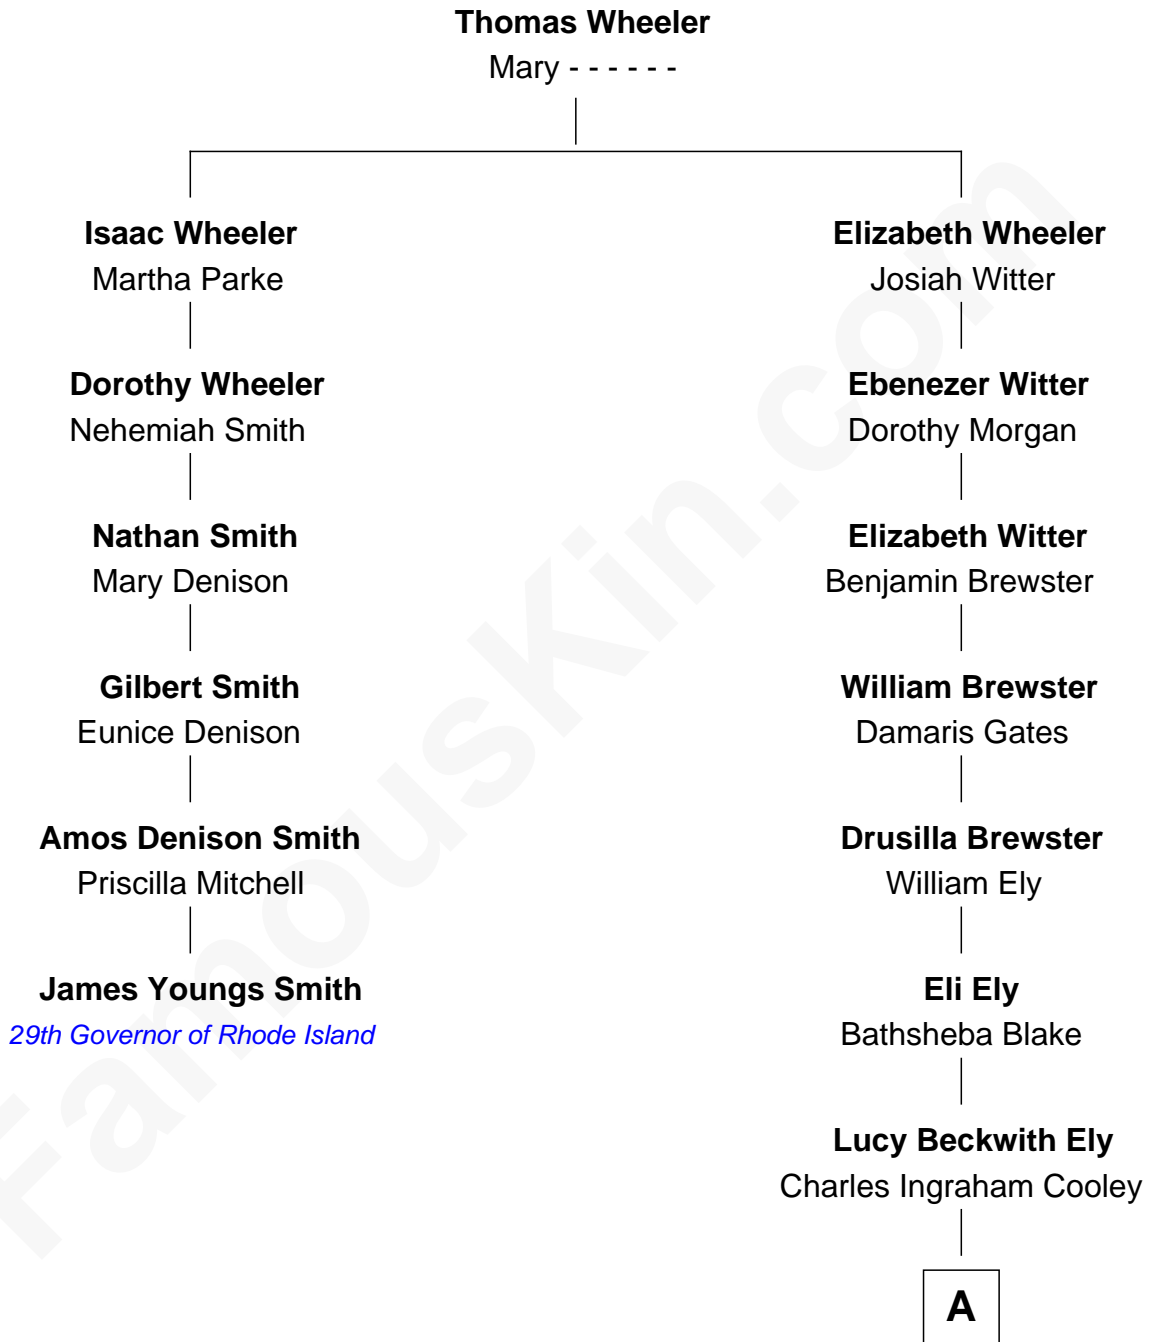 Thomas Wheeler
Mary - - - - - -
Isaac Wheeler
Martha Parke
Elizabeth Wheeler
Josiah Witter
Dorothy Wheeler
Nehemiah Smith
Ebenezer Witter
Dorothy Morgan
Nathan Smith
Mary Denison
Elizabeth Witter
Benjamin Brewster
Gilbert Smith
Eunice Denison
William Brewster
Damaris Gates
Amos Denison Smith
Priscilla Mitchell
Drusilla Brewster
William Ely
James Youngs Smith
29th Governor of Rhode Island
Eli Ely
Bathsheba Blake
Lucy Beckwith Ely
Charles Ingraham Cooley
A
FamousKin.com